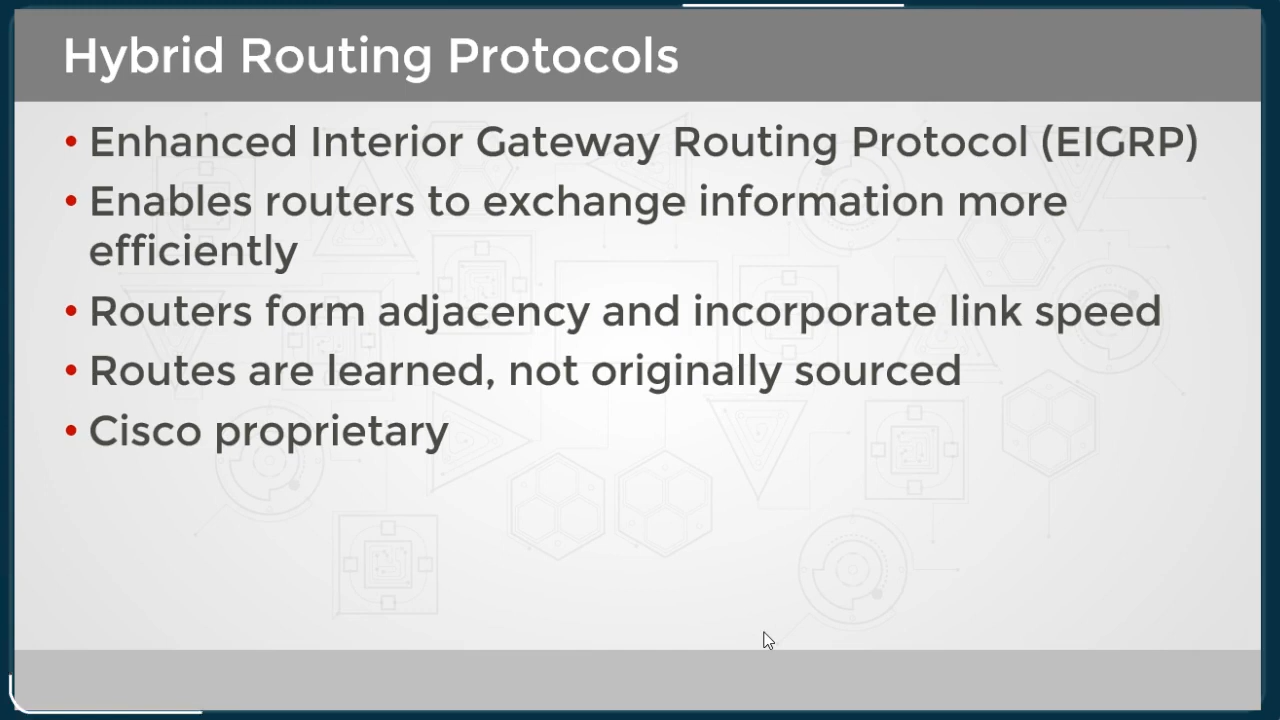 Hybrid Routing Protocols
• Enhanced Interior Gateway Routing Protocol (EIGRP)
• Enables routers to exchange information more
efficiently
• Routers form adjacency and incorporate link speed
• Routes are learned, not originally sourced
• Cisco proprietary